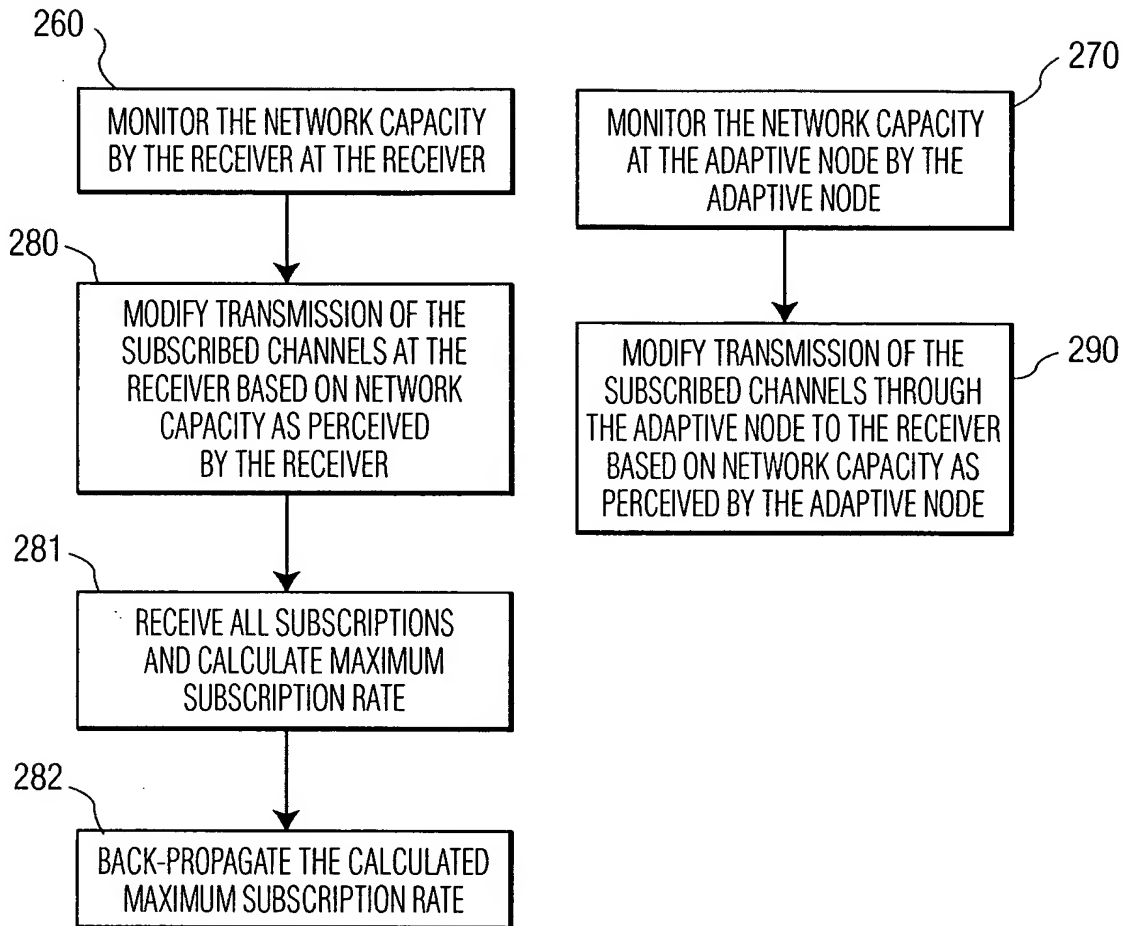 260
MONITOR THE NETWORK CAPACITY
BY THE RECEIVER AT THE RECEIVER
280
MODIFY TRANSMISSION OF THE
SUBSCRIBED CHANNELS AT THE
RECEIVER BASED ON NETWORK
CAPACITY AS PERCEIVED
BY THE RECEIVER
281
RECEIVE ALL SUBSCRIPTIONS
AND CALCULATE MAXIMUM
SUBSCRIPTION RATE
282
BACK-PROPAGATE THE CALCULATED
MAXIMUM SUBSCRIPTION RATE
270
MONITOR THE NETWORK CAPACITY
AT THE ADAPTIVE NODE BY THE
ADAPTIVE NODE
290
MODIFY TRANSMISSION OF THE
SUBSCRIBED CHANNELS THROUGH
THE ADAPTIVE NODE TO THE RECEIVER
BASED ON NETWORK CAPACITY AS
PERCEIVED BY THE ADAPTIVE NODE